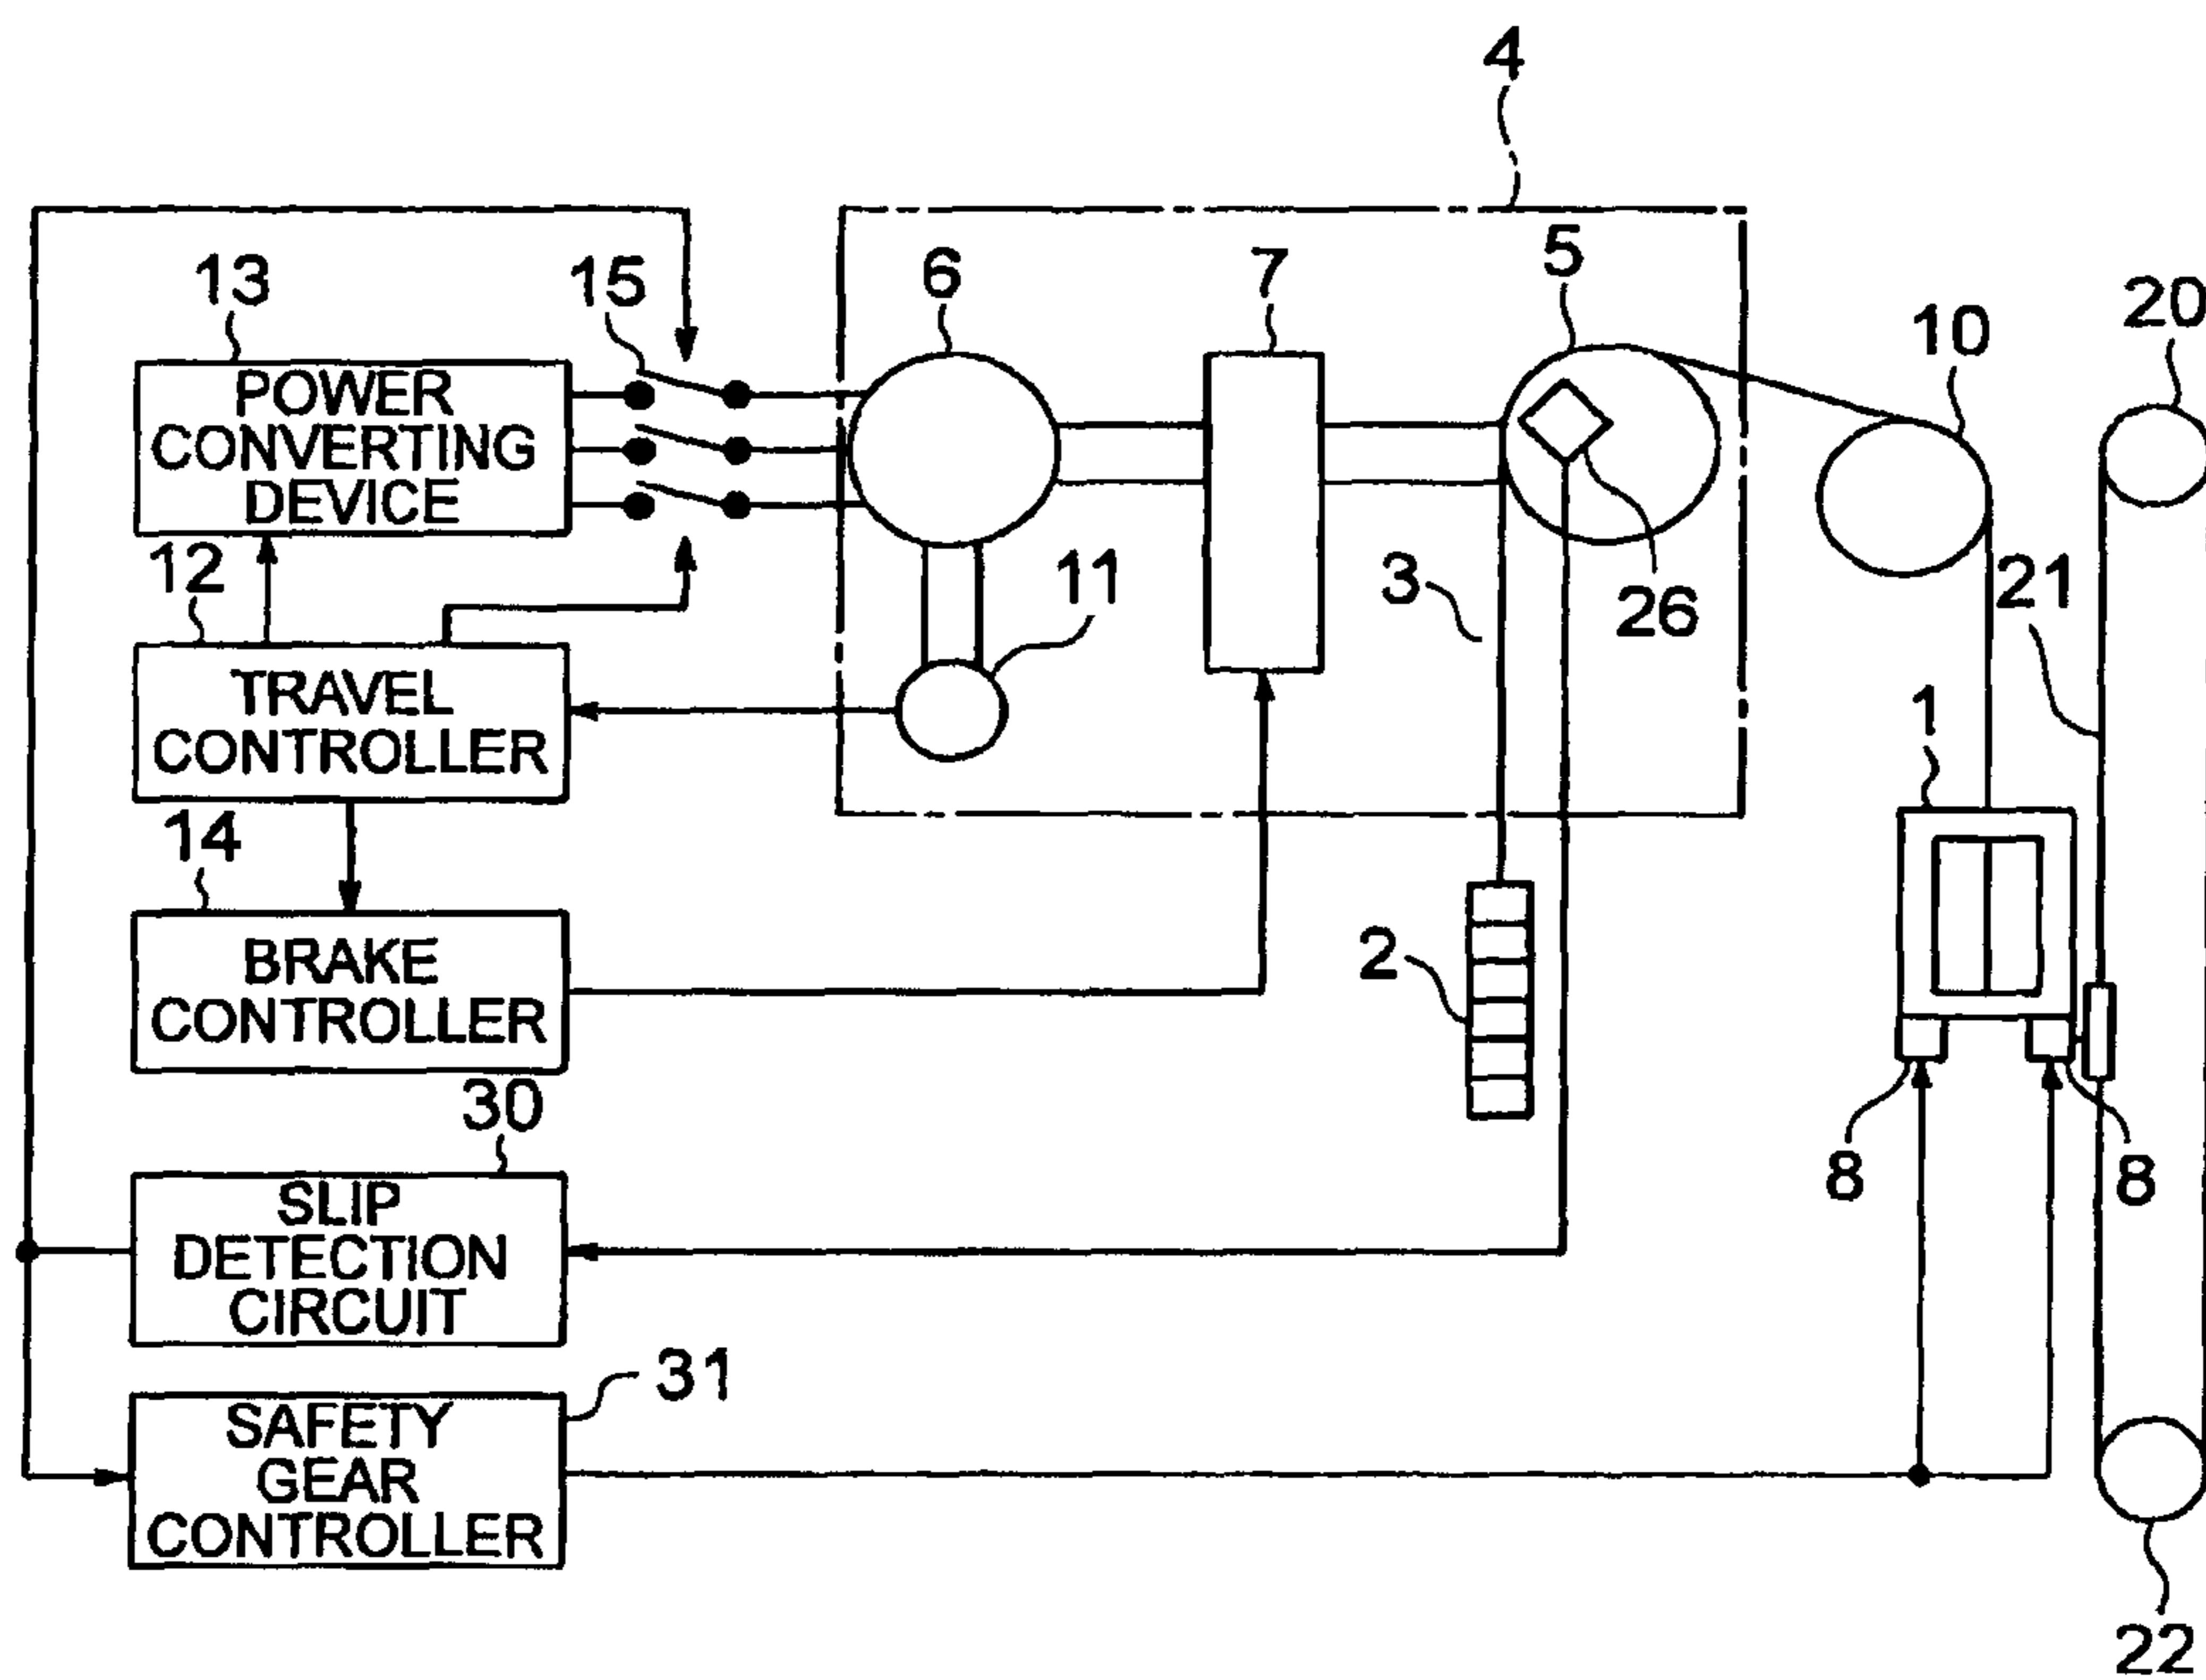 4
13
15
6
7
5
10
20
POWER
CONVERTING
DEVICE
12
11
3
26
21
TRAVEL
CONTROLLER
1
14
BRAKE
CONTROLLER
2
30
8
8
SLIP
DETECTION
CIRCUIT
31
SAFETY
GEAR
CONTROLLER
22